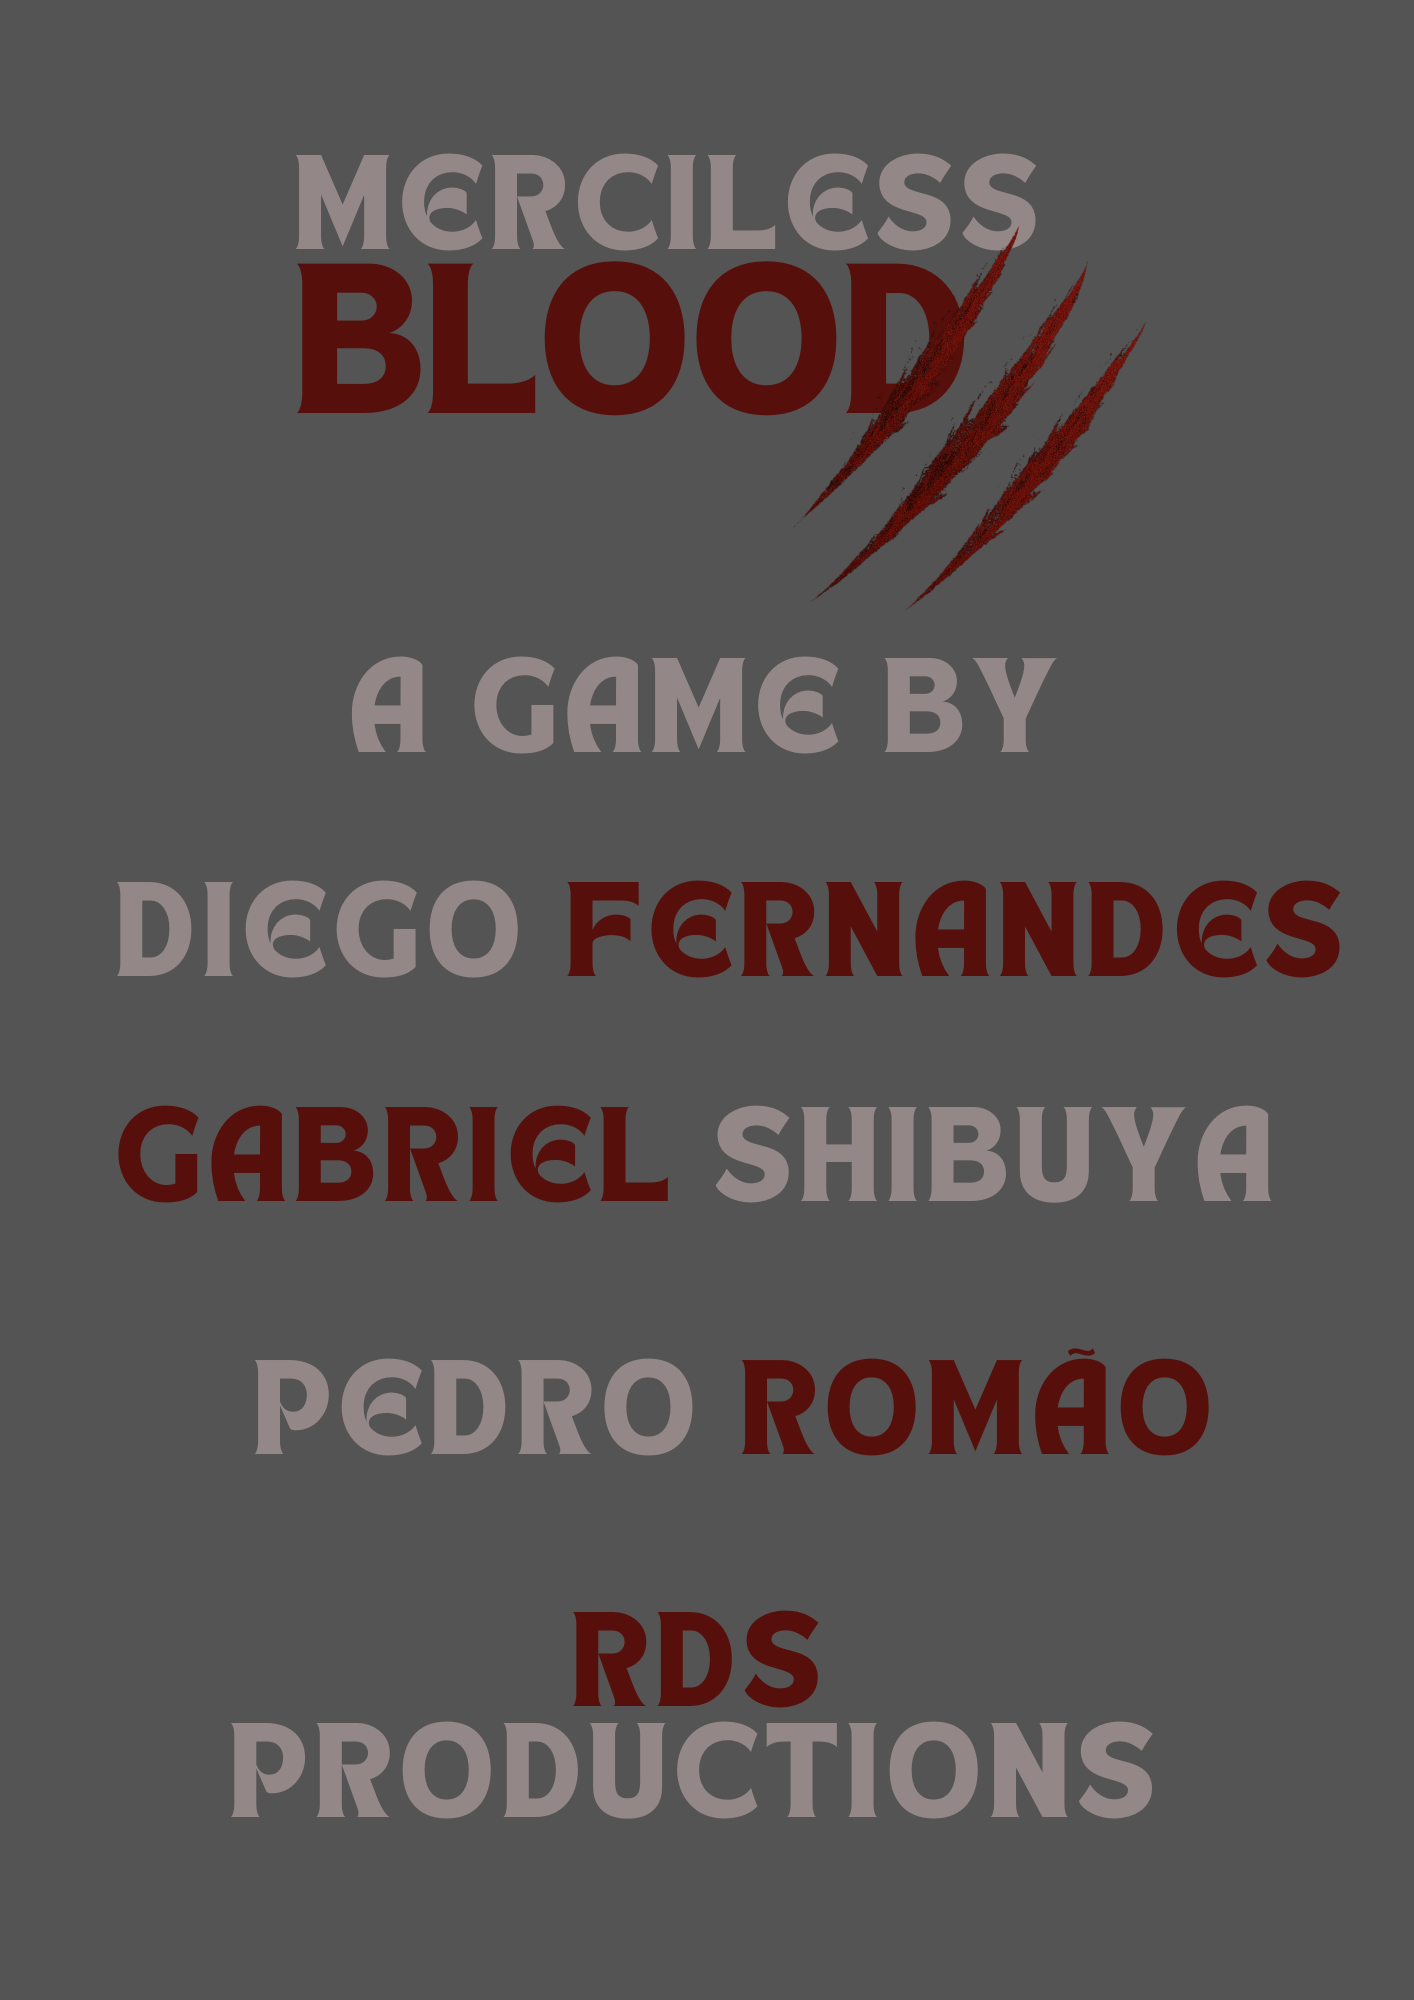 MERCILESS
BLOOD
A GAME BY
DIEGO FERNANDES
GABRIEL SHIBUYA
PEDRO ROMÃO
RDS
PRODUCTIONS